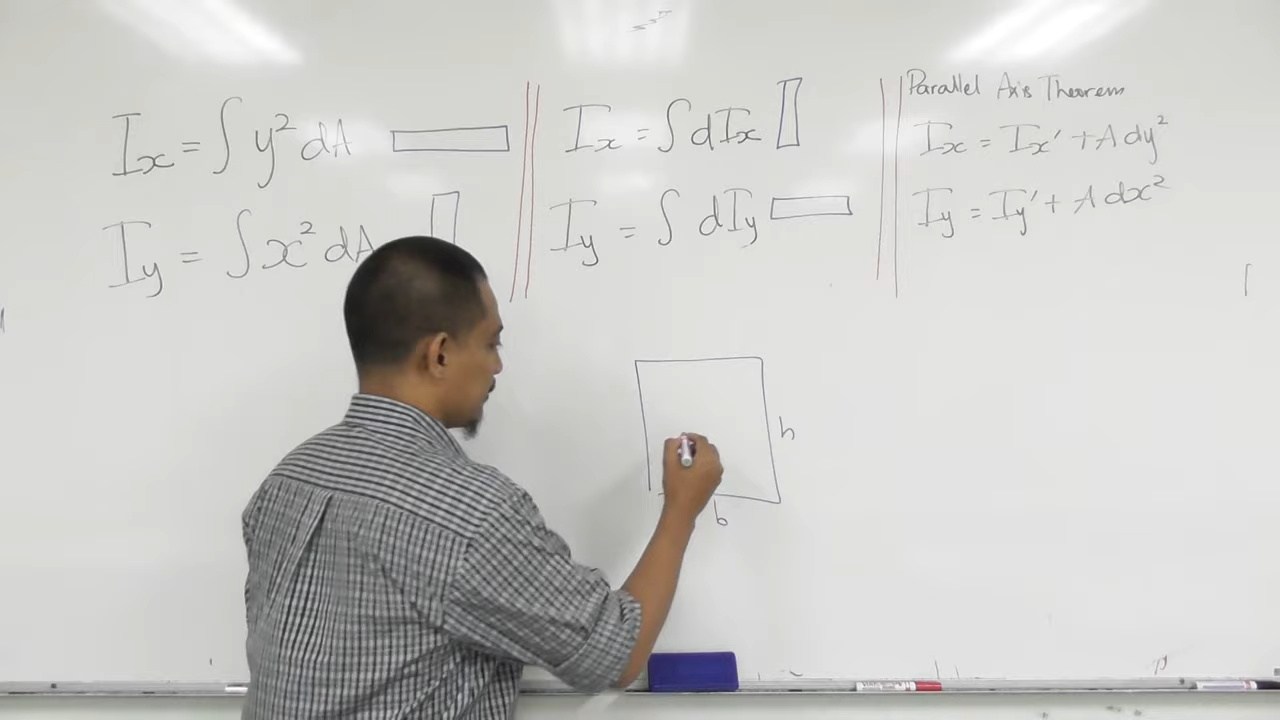 Ix = ∫ y² dA
Iy = ∫ x² dA
Ix = ∫ dIx
Iy = ∫ dIy
Parallel Axis Theorem
Ix = Ix' + A dy²
Iy = Iy' + A dx²
h
b